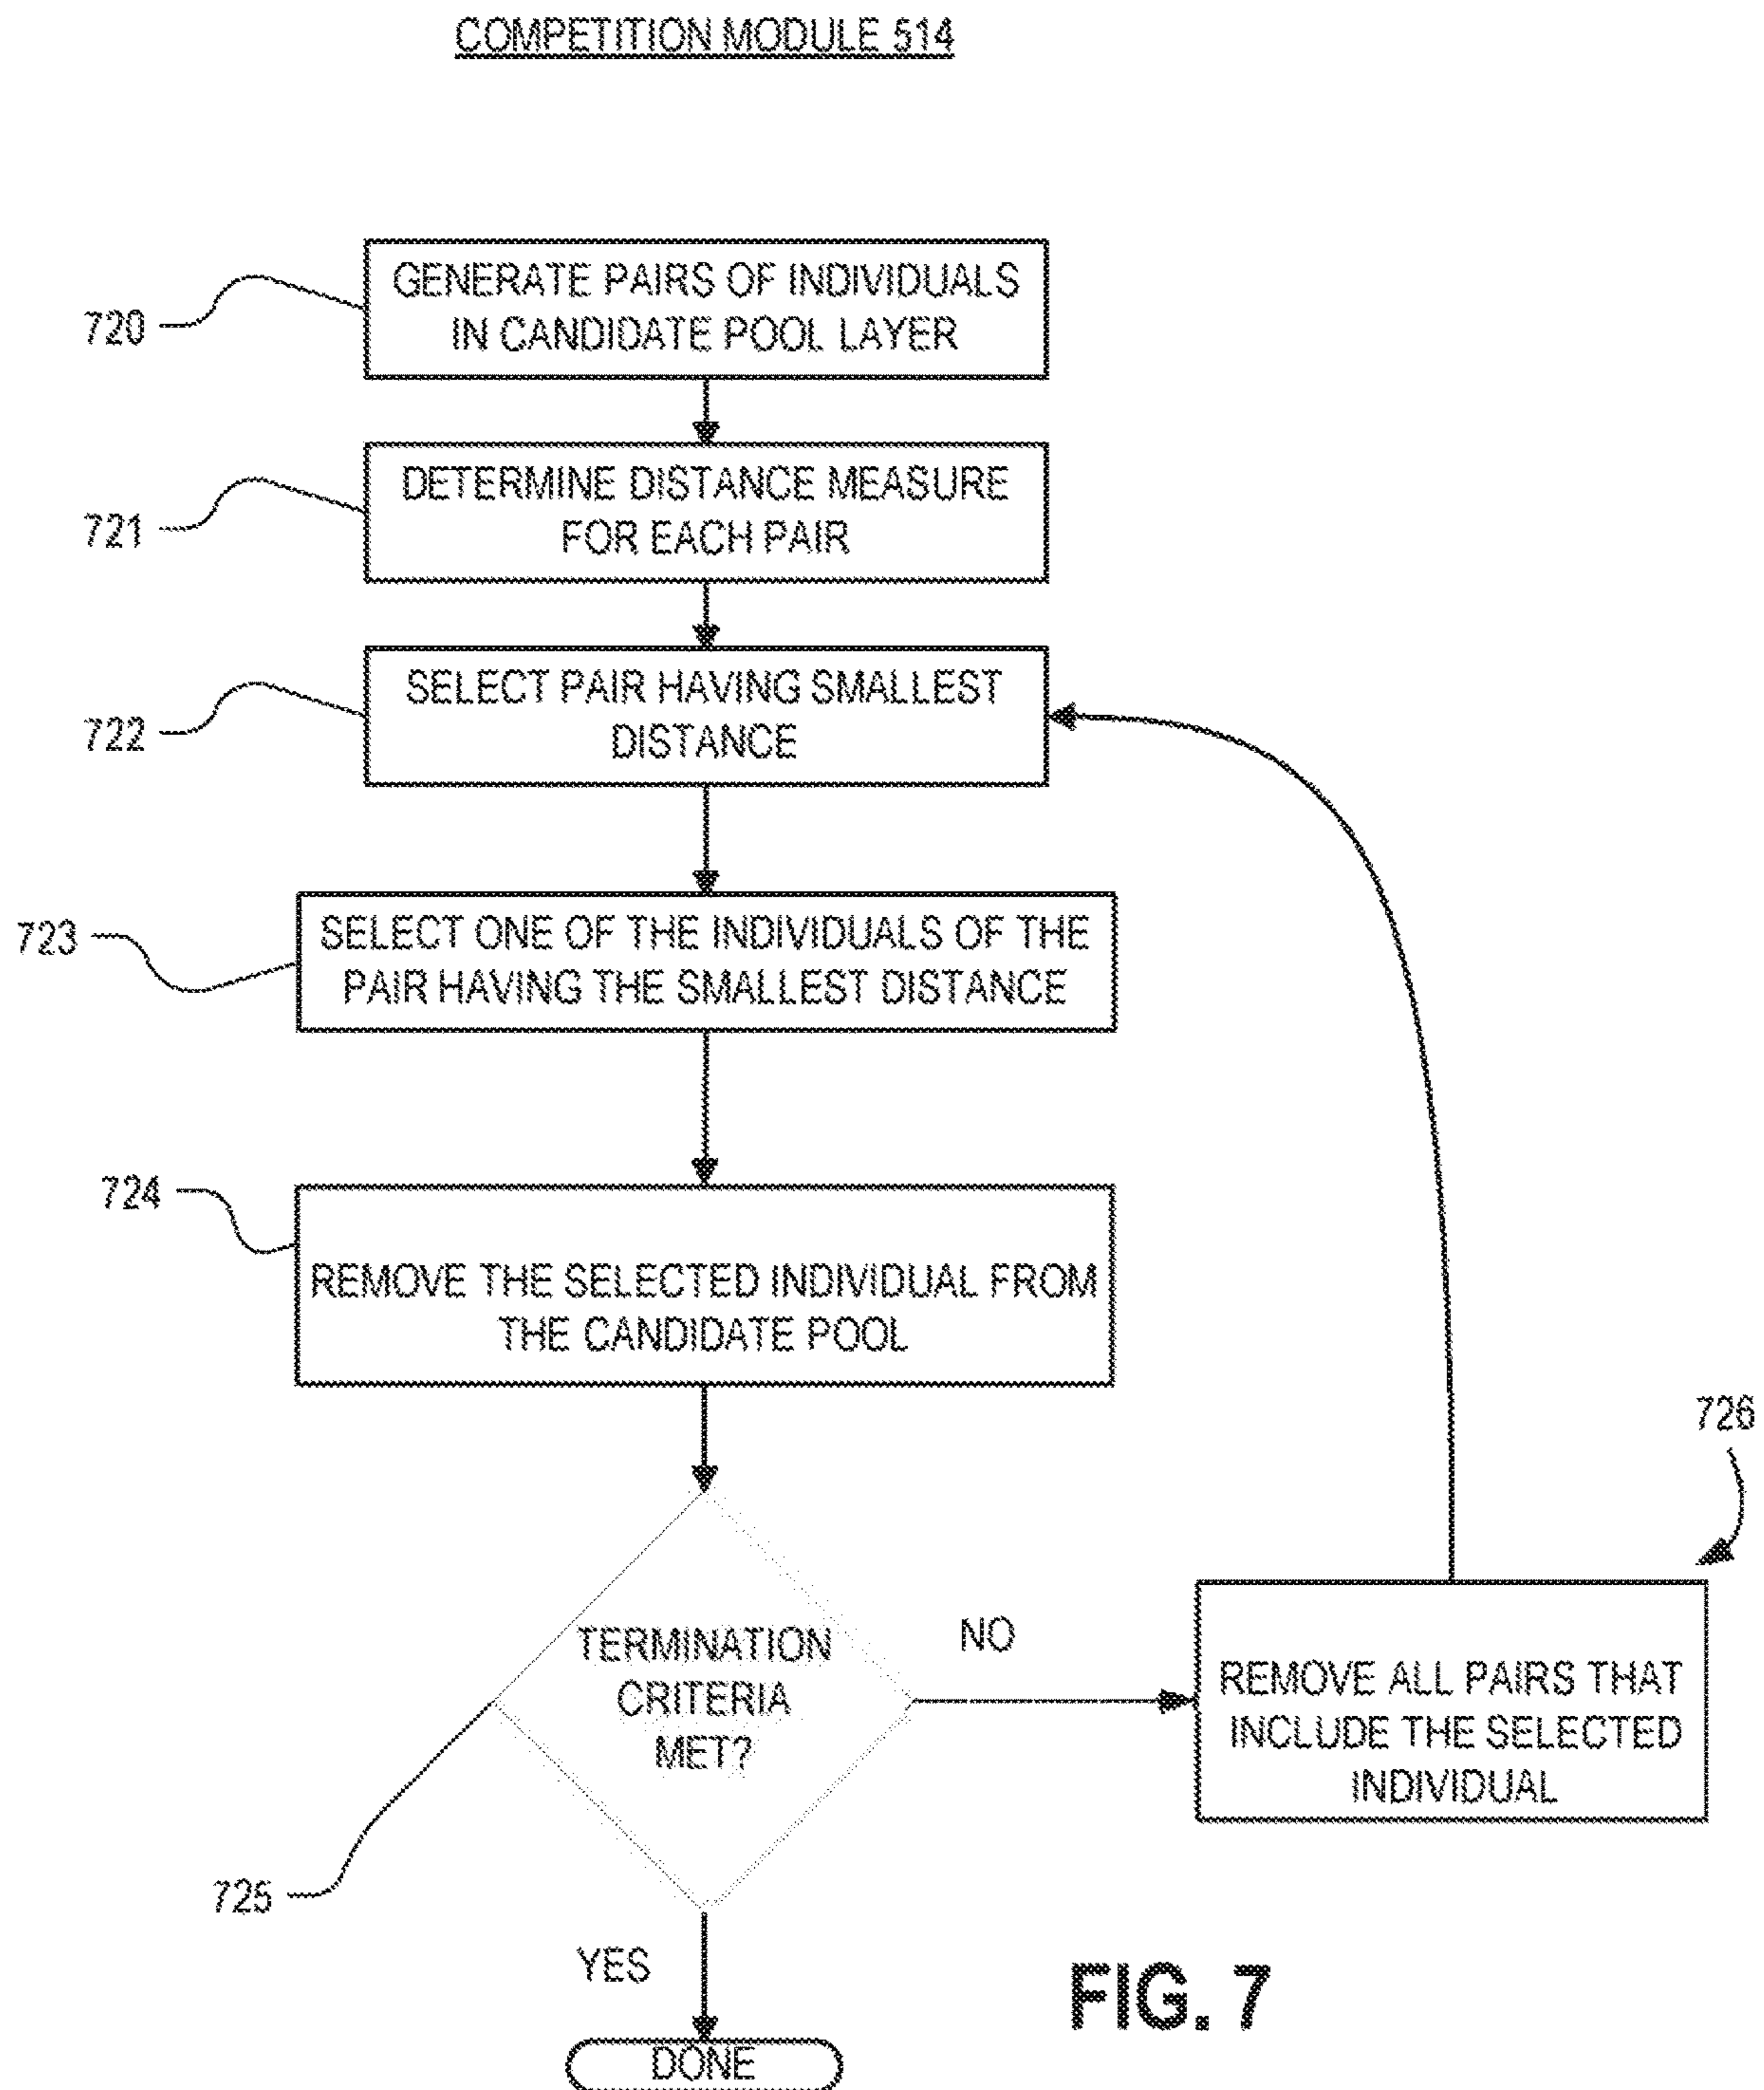 COMPETITION MODULE 514
720
GENERATE PAIRS OF INDIVIDUALS
IN CANDIDATE POOL LAYER
721
DETERMINE DISTANCE MEASURE
FOR EACH PAIR
722
SELECT PAIR HAVING SMALLEST
DISTANCE
723
SELECT ONE OF THE INDIVIDUALS OF THE
PAIR HAVING THE SMALLEST DISTANCE
724
REMOVE THE SELECTED INDIVIDUAL FROM
THE CANDIDATE POOL
725
TERMINATION
CRITERIA
MET?
NO
726
REMOVE ALL PAIRS THAT
INCLUDE THE SELECTED
INDIVIDUAL
YES
DONE
FIG. 7